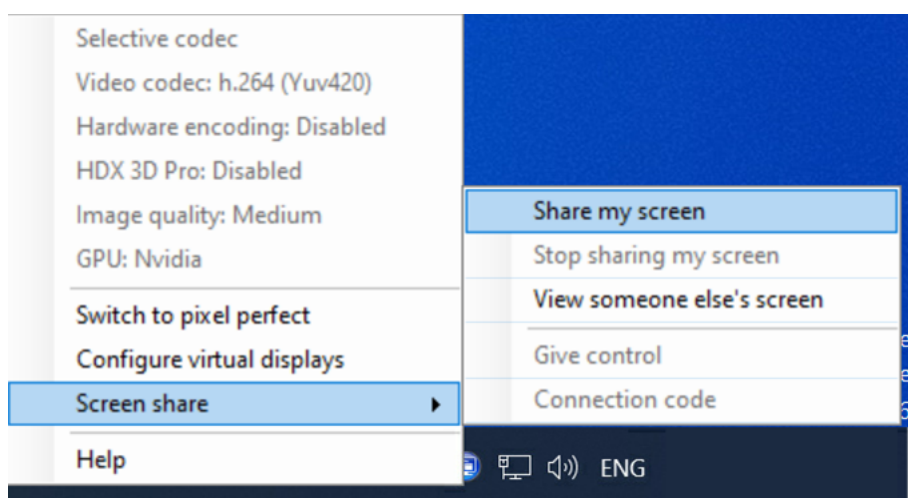 Selective codec
Video codec: h.264 (Yuv420)
Hardware encoding: Disabled
HDX 3D Pro: Disabled
Image quality: Medium
GPU: Nvidia
Switch to pixel perfect
Configure virtual displays
Screen share
Help
Share my screen
Stop sharing my screen
View someone else's screen
Give control
Connection code
ENG